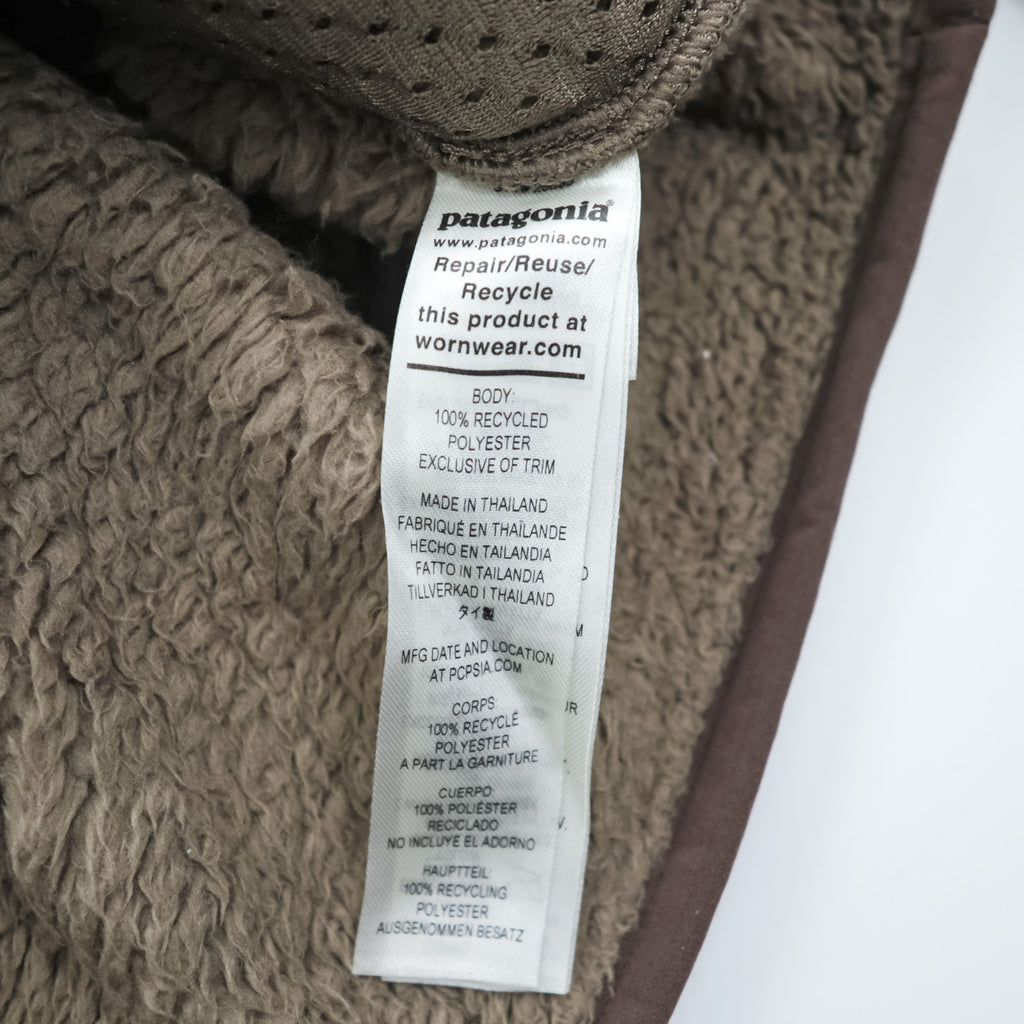 patagonia®
www.patagonia.com
Repair/Reuse/
Recycle
this product at
wornwear.com
BODY:
100% RECYCLED
POLYESTER
EXCLUSIVE OF TRIM
MADE IN THAILAND
FABRIQUÉ EN THAÏLANDE
HECHO EN TAILANDIA
FATTO IN TAILANDIA
TILLVERKAD I THAILAND
タイ製
MFG DATE AND LOCATION
AT PCPSIA.COM
CORPS:
100% RECYCLÉ
POLYESTER
A PART LA GARNITURE
CUERPO:
100% POLIÉSTER
RECICLADO
NO INCLUYE EL ADORNO
HAUPTTEIL:
100% RECYCLING
POLYESTER
AUSGENOMMEN BESATZ